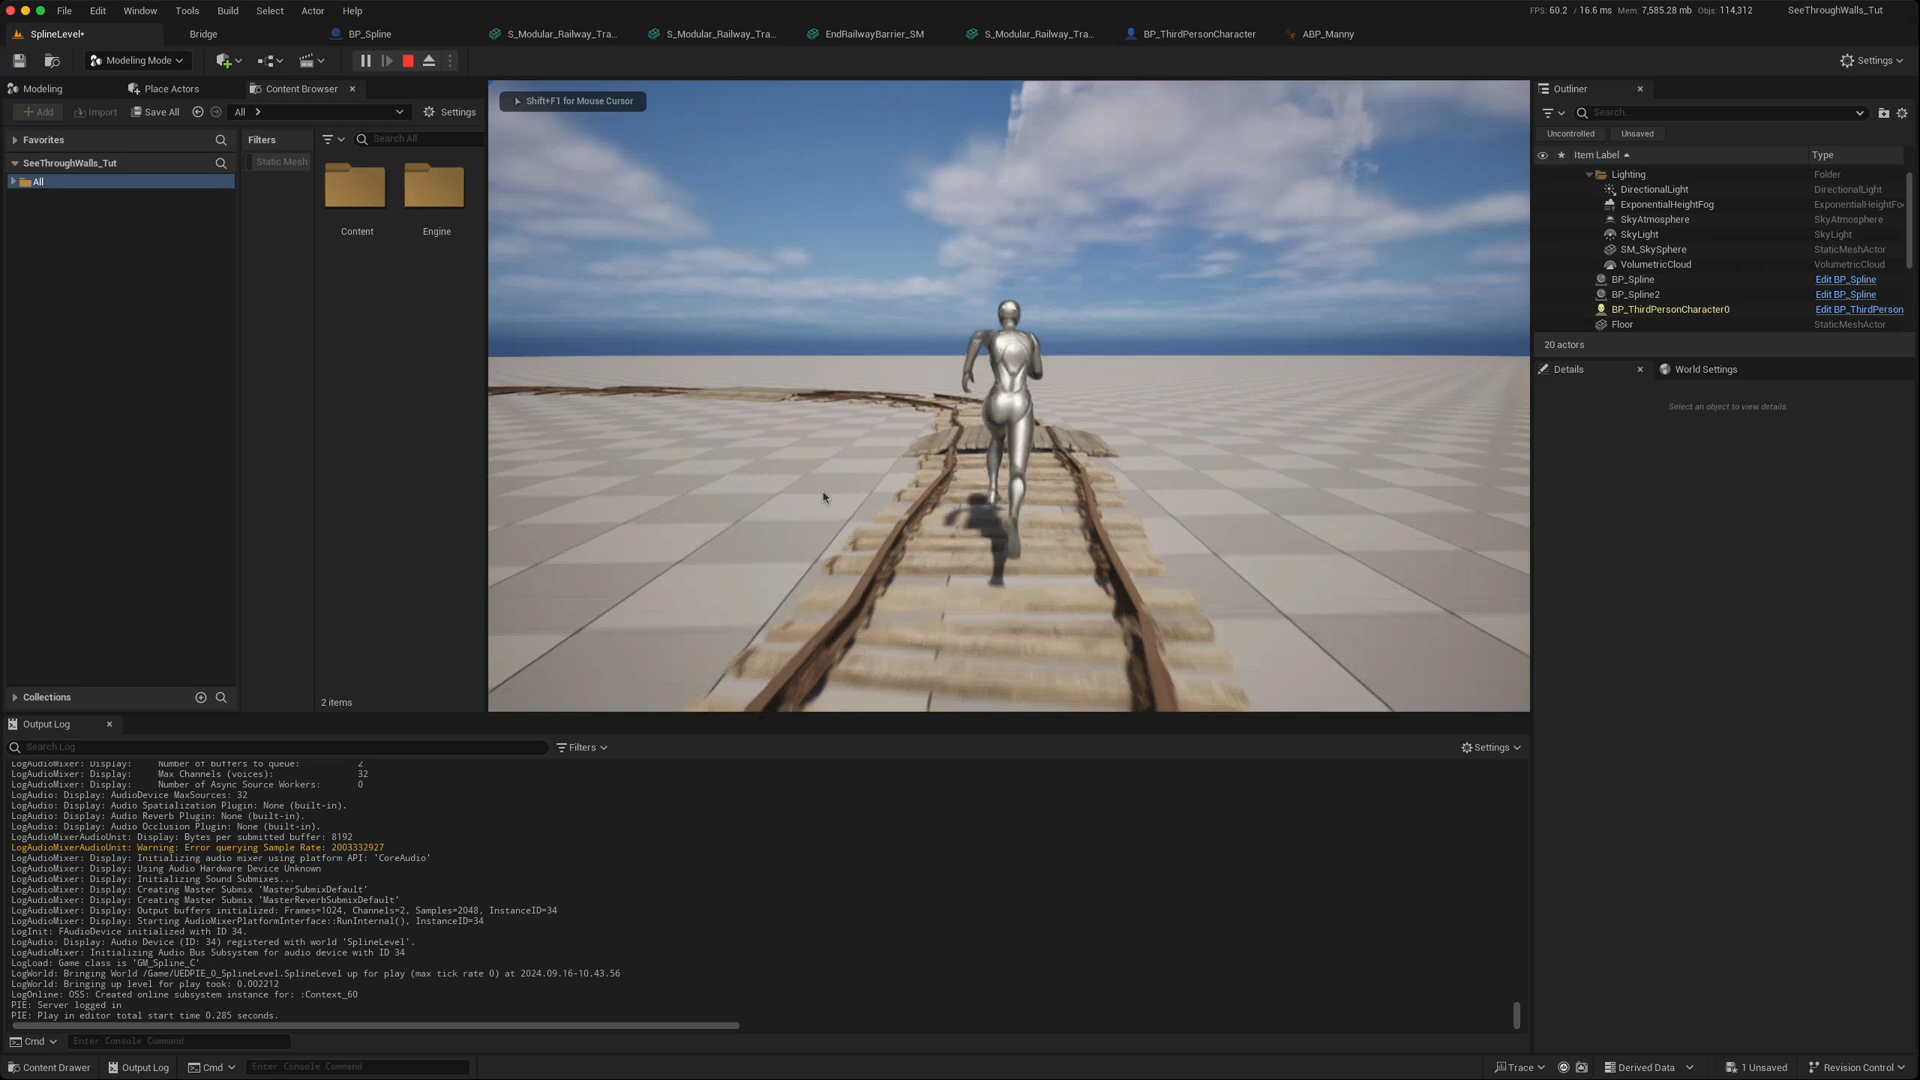 File Edit Window Tools Build Select Actor Help
FPS: 60.2 / 16.6 ms Mem: 7,585.28 mb Objs: 114,312 SeeThroughWalls_Tut
SplineLevel* Bridge BP_Spline S_Modular_Railway_Tra... S_Modular_Railway_Tra... EndRailwayBarrier_SM S_Modular_Railway_Tra... BP_ThirdPersonCharacter ABP_Manny
Modeling Mode Settings
Modeling Place Actors Content Browser
Add Import Save All All Settings
Favorites
SeeThroughWalls_Tut
All
Collections
Filters
Static Mesh
Search All
Content Engine
2 items
Shift+F1 for Mouse Cursor
Outliner
Search...
Uncontrolled Unsaved
Item Label Type
Lighting Folder
DirectionalLight DirectionalLight
ExponentialHeightFog ExponentialHeightFo
SkyAtmosphere SkyAtmosphere
SkyLight SkyLight
SM_SkySphere StaticMeshActor
VolumetricCloud VolumetricCloud
BP_Spline Edit BP_Spline
BP_Spline2 Edit BP_Spline
BP_ThirdPersonCharacter0 Edit BP_ThirdPerson
Floor StaticMeshActor
20 actors
Details World Settings
Select an object to view details.
Output Log
Search Log Filters Settings
LogAudioMixer: Display: Number of buffers to queue: 2
LogAudioMixer: Display: Max Channels (voices): 32
LogAudioMixer: Display: Number of Async Source Workers: 0
LogAudio: Display: AudioDevice MaxSources: 32
LogAudio: Display: Audio Spatialization Plugin: None (built-in).
LogAudio: Display: Audio Reverb Plugin: None (built-in).
LogAudio: Display: Audio Occlusion Plugin: None (built-in).
LogAudioMixerAudioUnit: Display: Bytes per submitted buffer: 8192
LogAudioMixerAudioUnit: Warning: Error querying Sample Rate: 2003332927
LogAudioMixer: Display: Initializing audio mixer using platform API: 'CoreAudio'
LogAudioMixer: Display: Using Audio Hardware Device Unknown
LogAudioMixer: Display: Initializing Sound Submixes...
LogAudioMixer: Display: Creating Master Submix 'MasterSubmixDefault'
LogAudioMixer: Display: Creating Master Submix 'MasterReverbSubmixDefault'
LogAudioMixer: Display: Output buffers initialized: Frames=1024, Channels=2, Samples=2048, InstanceID=34
LogAudioMixer: Display: Starting AudioMixerPlatformInterface::RunInternal(), InstanceID=34
LogInit: FAudioDevice initialized with ID 34.
LogAudio: Display: Audio Device (ID: 34) registered with world 'SplineLevel'.
LogAudioMixer: Initializing Audio Bus Subsystem for audio device with ID 34
LogLoad: Game class is 'GM_Spline_C'
LogWorld: Bringing World /Game/UEDPIE_0_SplineLevel.SplineLevel up for play (max tick rate 0) at 2024.09.16-10.43.56
LogWorld: Bringing up level for play took: 0.002212
LogOnline: OSS: Created online subsystem instance for: :Context_60
PIE: Server logged in
PIE: Play in editor total start time 0.285 seconds.
Cmd Enter Console Command
Content Drawer Output Log Cmd Enter Console Command Trace Derived Data 1 Unsaved Revision Control